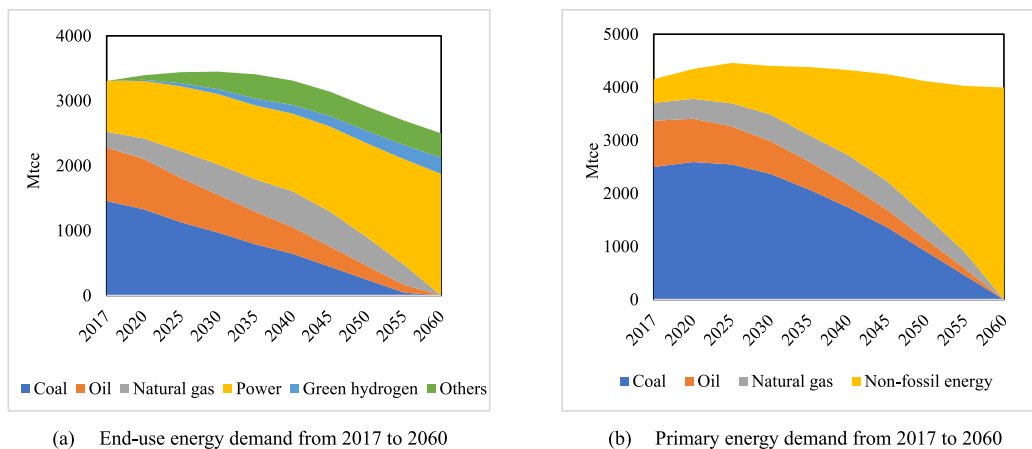 4000
3000
2000
1000
0
Mtce
2017 2020 2025 2030 2035 2040 2045 2050 2055 2060
Coal Oil Natural gas Power Green hydrogen Others
(a) End-use energy demand from 2017 to 2060
5000
4000
3000
2000
1000
0
Mtce
2017 2020 2025 2030 2035 2040 2045 2050 2055 2060
Coal Oil Natural gas Non-fossil energy
(b) Primary energy demand from 2017 to 2060